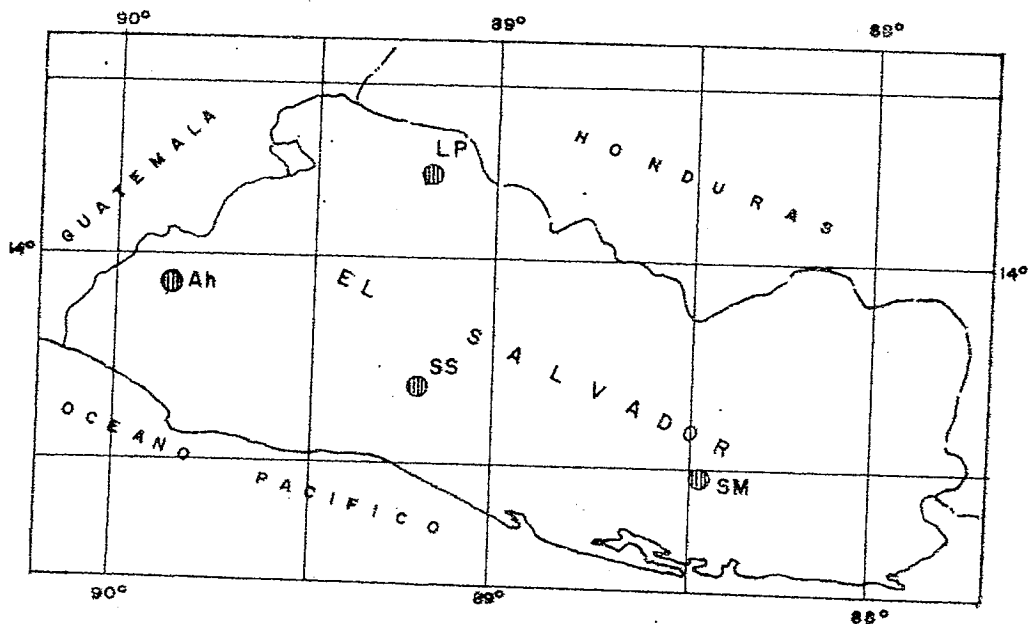 90° 89° 88°
GUATEMALA
HONDURAS
LP
14°
14°
Ah
EL
SALVADOR
SS
OCEANO
PACIFICO
SM
90° 89° 88°